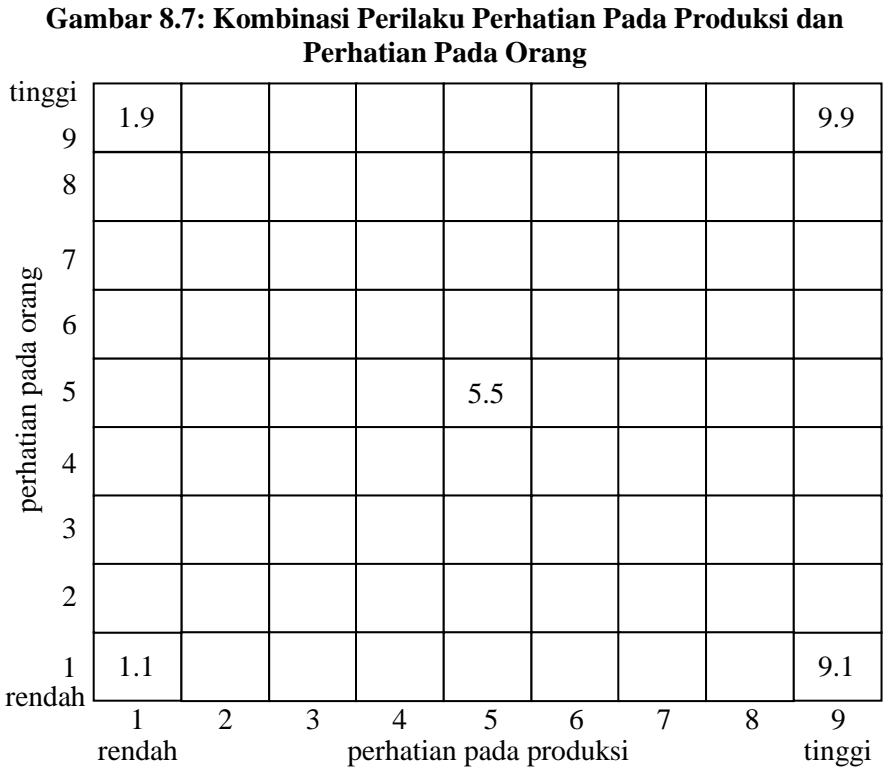 Gambar 8.7: Kombinasi Perilaku Perhatian Pada Produksi dan
Perhatian Pada Orang
tinggi
9 1.9 9.9
8
7
6
5 5.5
4
3
2
1 1.1 9.1
rendah
perhatian pada orang
1 2 3 4 5 6 7 8 9
rendah perhatian pada produksi tinggi